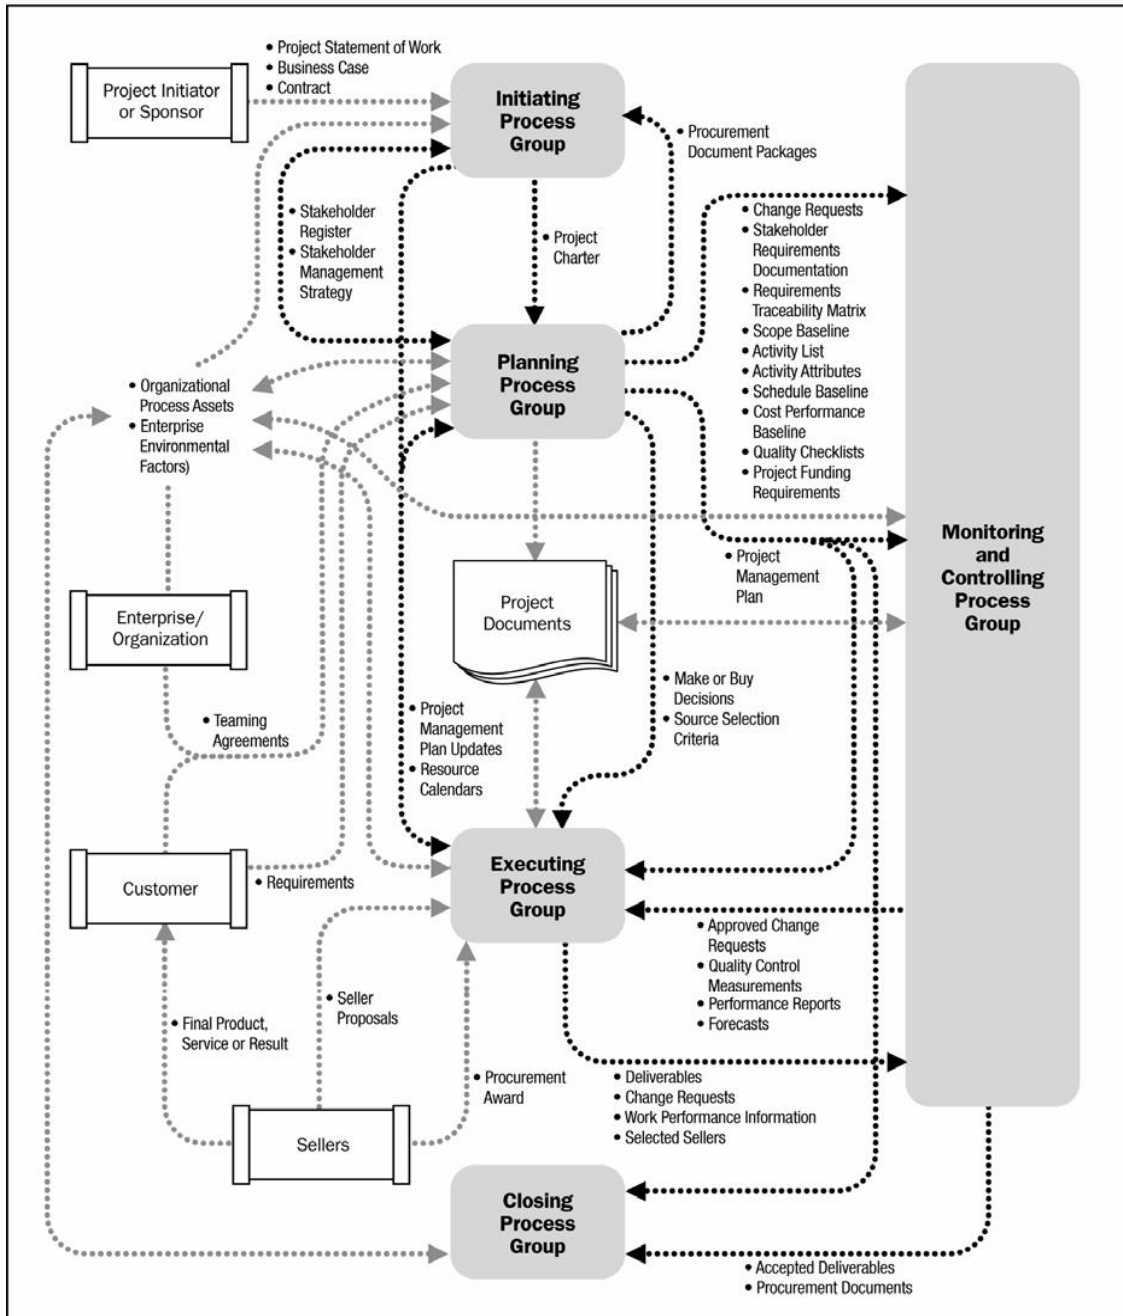 • Project Statement of Work
• Business Case
• Contract
Project Initiator
or Sponsor
Initiating
Process
Group
• Procurement
Document Packages
• Stakeholder
Register
• Stakeholder
Management
Strategy
• Project
Charter
• Change Requests
• Stakeholder
Requirements
Documentation
• Requirements
Traceability Matrix
• Scope Baseline
• Activity List
• Activity Attributes
• Schedule Baseline
• Cost Performance
Baseline
• Quality Checklists
• Project Funding
Requirements
Planning
Process
Group
• Organizational
Process Assets
• Enterprise
Environmental
Factors)
Monitoring
and
Controlling
Process
Group
• Project
Management
Plan
Project
Documents
Enterprise/
Organization
• Teaming
Agreements
• Project
Management
Plan Updates
• Resource
Calendars
• Make or Buy
Decisions
• Source Selection
Criteria
Customer
• Requirements
Executing
Process
Group
• Approved Change
Requests
• Quality Control
Measurements
• Performance Reports
• Forecasts
• Seller
Proposals
• Final Product,
Service or Result
• Procurement
Award
• Deliverables
• Change Requests
• Work Performance Information
• Selected Sellers
Sellers
Closing
Process
Group
• Accepted Deliverables
• Procurement Documents